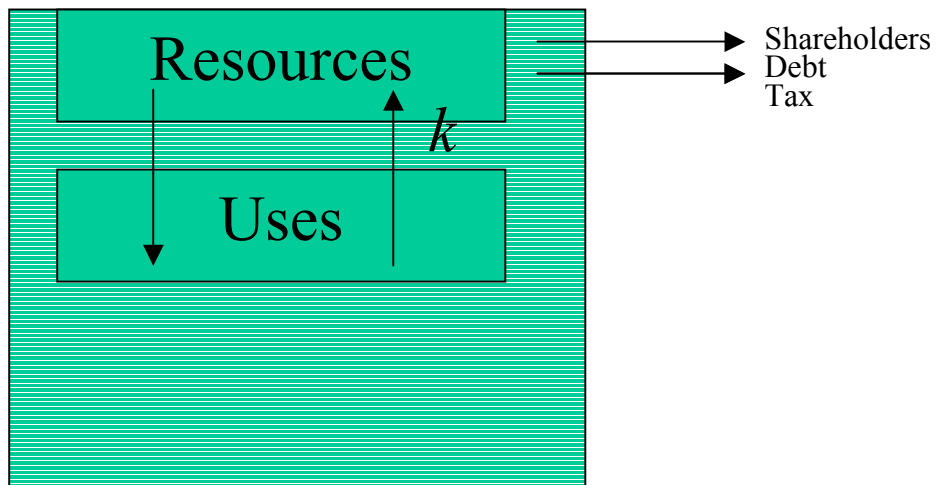 Resources
Shareholders
Debt
Tax
k
Uses